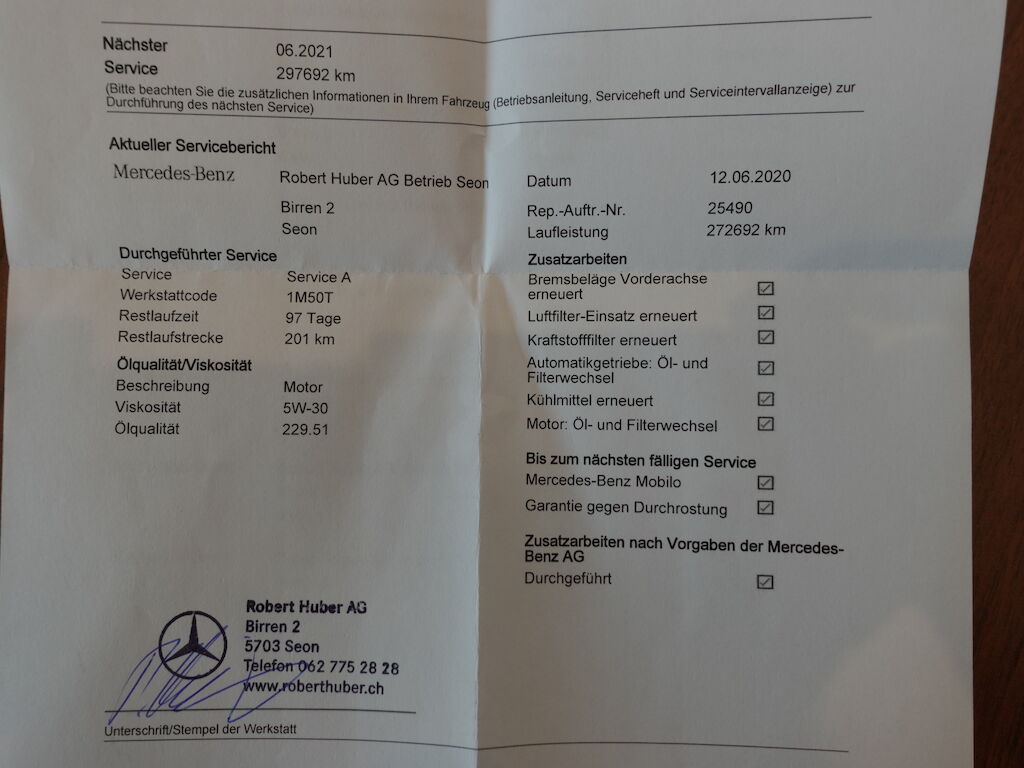 Nächster 06.2021
Service 297692 km
(Bitte beachten Sie die zusätzlichen Informationen in Ihrem Fahrzeug (Betriebsanleitung, Serviceheft und Serviceintervallanzeige) zur
Durchführung des nächsten Service)
Aktueller Servicebericht
Mercedes-Benz Robert Huber AG Betrieb Seon
Birren 2
Seon
Datum 12.06.2020
Rep.-Auftr.-Nr. 25490
Laufleistung 272692 km
Durchgeführter Service
Service Service A
Werkstattcode 1M50T
Restlaufzeit 97 Tage
Restlaufstrecke 201 km
Ölqualität/Viskosität
Beschreibung Motor
Viskosität 5W-30
Ölqualität 229.51
Zusatzarbeiten
Bremsbeläge Vorderachse
erneuert
Luftfilter-Einsatz erneuert
Kraftstofffilter erneuert
Automatikgetriebe: Öl- und
Filterwechsel
Kühlmittel erneuert
Motor: Öl- und Filterwechsel
Bis zum nächsten fälligen Service
Mercedes-Benz Mobilo
Garantie gegen Durchrostung
Zusatzarbeiten nach Vorgaben der Mercedes-
Benz AG
Durchgeführt
Robert Huber AG
Birren 2
5703 Seon
Telefon 062 775 28 28
www.roberthuber.ch
Unterschrift/Stempel der Werkstatt